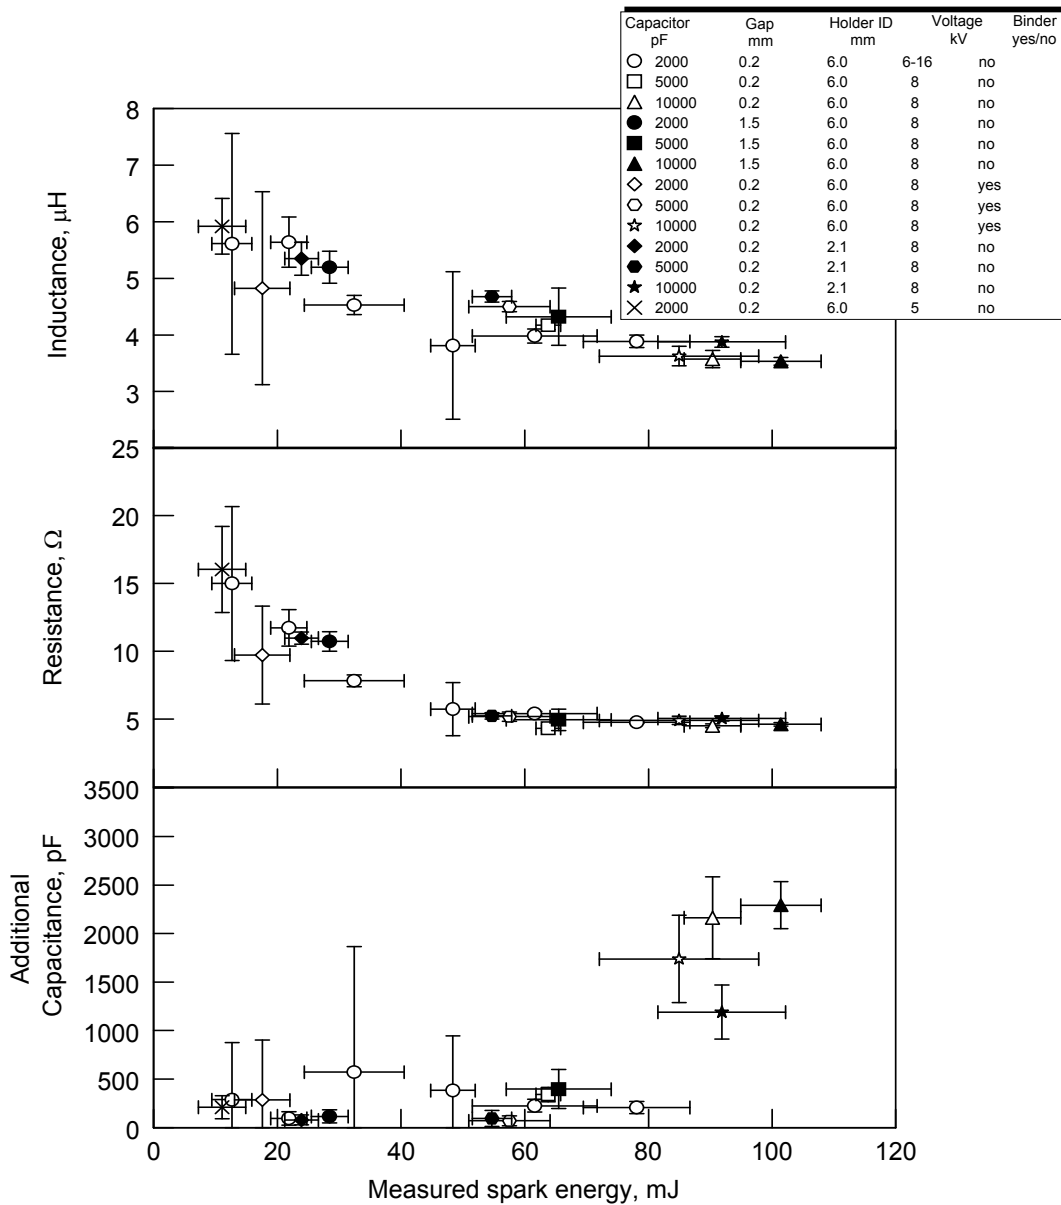 Capacitor Gap Holder ID Voltage Binder
pF mm mm kV yes/no
2000 0.2 6.0 6-16 no
5000 0.2 6.0 8 no
10000 0.2 6.0 8 no
2000 1.5 6.0 8 no
5000 1.5 6.0 8 no
10000 1.5 6.0 8 no
2000 0.2 6.0 8 yes
5000 0.2 6.0 8 yes
10000 0.2 6.0 8 yes
2000 0.2 2.1 8 no
5000 0.2 2.1 8 no
10000 0.2 2.1 8 no
2000 0.2 6.0 5 no
8
7
6
5
4
3
Inductance, μH
25
20
15
10
5
Resistance, Ω
3500
3000
2500
2000
1500
1000
500
0
Additional
Capacitance, pF
0 20 40 60 80 100 120
Measured spark energy, mJ